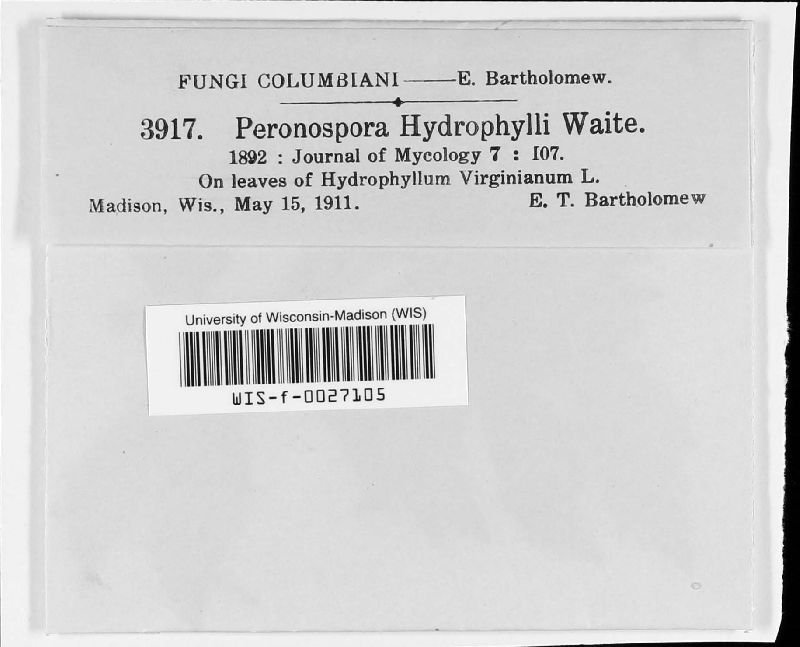 FUNGI COLUMBIANI——E. Bartholomew.
3917. Peronospora Hydrophylli Waite.
1892 : Journal of Mycology 7 : I07.
On leaves of Hydrophyllum Virginianum L.
Madison, Wis., May 15, 1911. E. T. Bartholomew
University of Wisconsin-Madison (WIS)
WIS-f-0027105